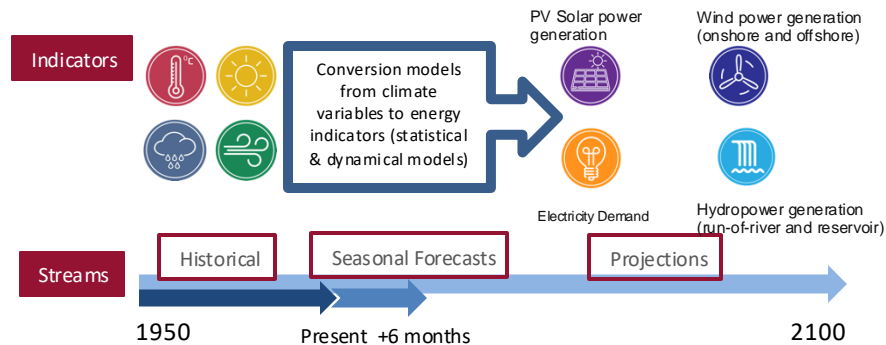 PV Solar power
generation
Wind power generation
(onshore and offshore)
Indicators
°C
Conversion models
from climate
variables to energy
indicators (statistical
& dynamical models)
Electricity Demand
Hydropower generation
(run-of-river and reservoir)
Streams
Historical
Seasonal Forecasts
Projections
1950
Present +6 months
2100